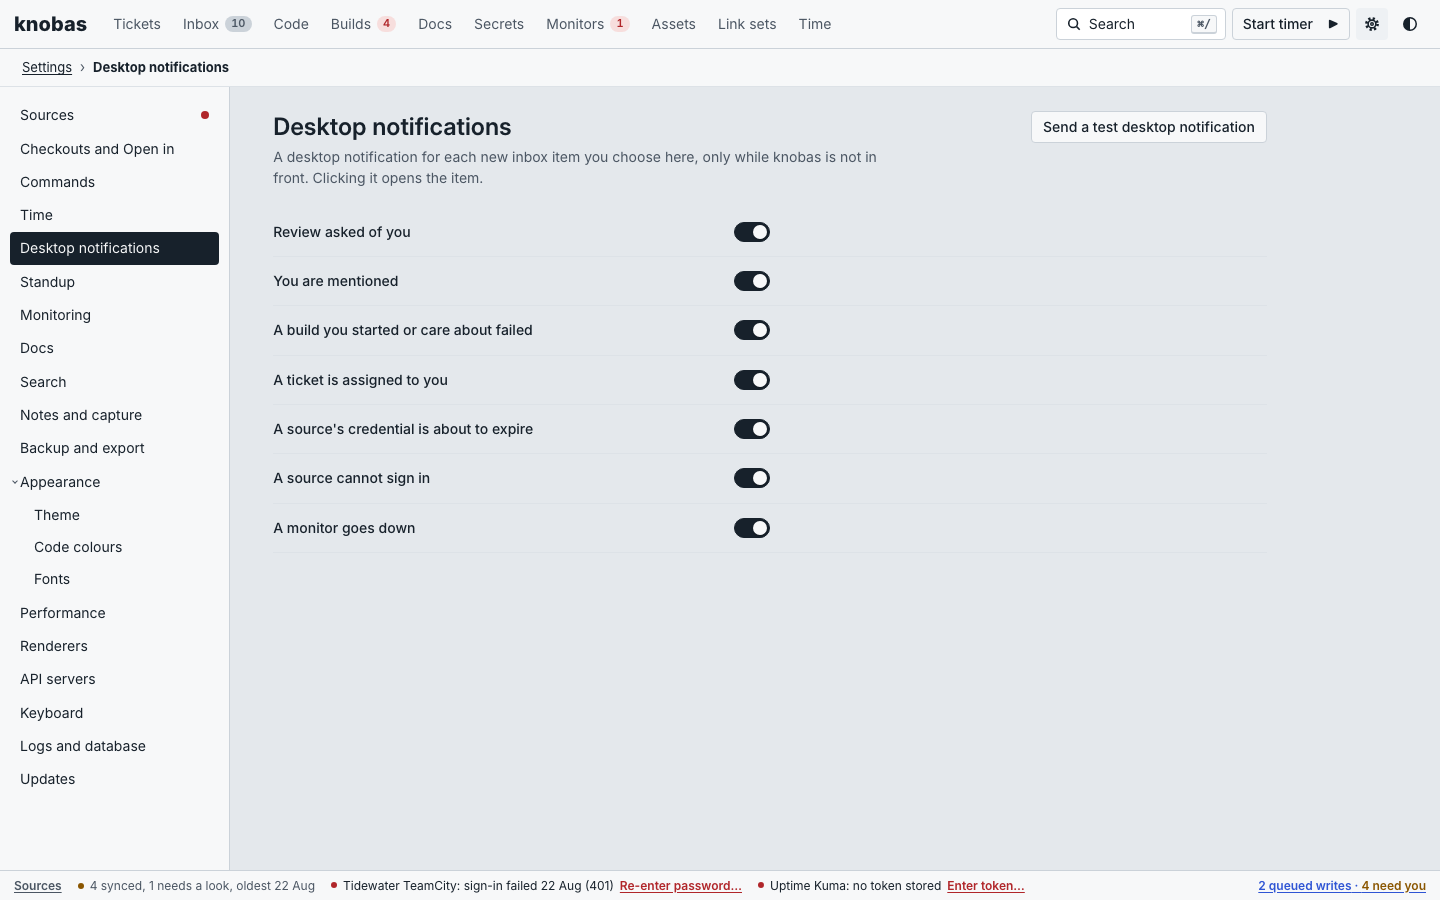 knobas
Tickets
Inbox 10
Code
Builds 4
Docs
Secrets
Monitors 1
Assets
Link sets
Time
Search ⌘/
Start timer
Settings › Desktop notifications
Sources
Checkouts and Open in
Commands
Time
Desktop notifications
Standup
Monitoring
Docs
Search
Notes and capture
Backup and export
Appearance
Theme
Code colours
Fonts
Performance
Renderers
API servers
Keyboard
Logs and database
Updates
Desktop notifications
Send a test desktop notification
A desktop notification for each new inbox item you choose here, only while knobas is not in
front. Clicking it opens the item.
Review asked of you
You are mentioned
A build you started or care about failed
A ticket is assigned to you
A source's credential is about to expire
A source cannot sign in
A monitor goes down
Sources
4 synced, 1 needs a look, oldest 22 Aug
Tidewater TeamCity: sign-in failed 22 Aug (401) Re-enter password...
Uptime Kuma: no token stored Enter token...
2 queued writes · 4 need you